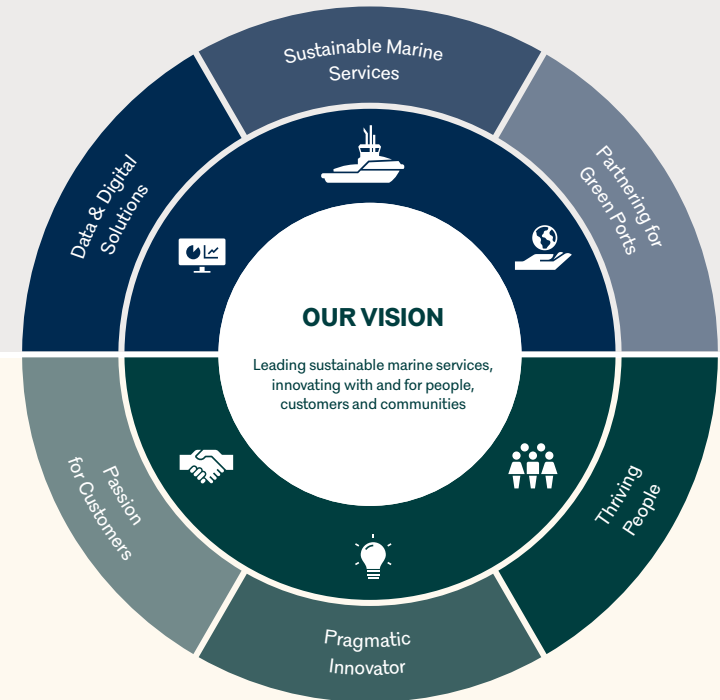 Sustainable Marine
Services
Data & Digital
Solutions
Partnering for
Green Ports
OUR VISION
Leading sustainable marine services,
innovating with and for people,
customers and communities
Passion
for Customers
Thriving
People
Pragmatic
Innovator